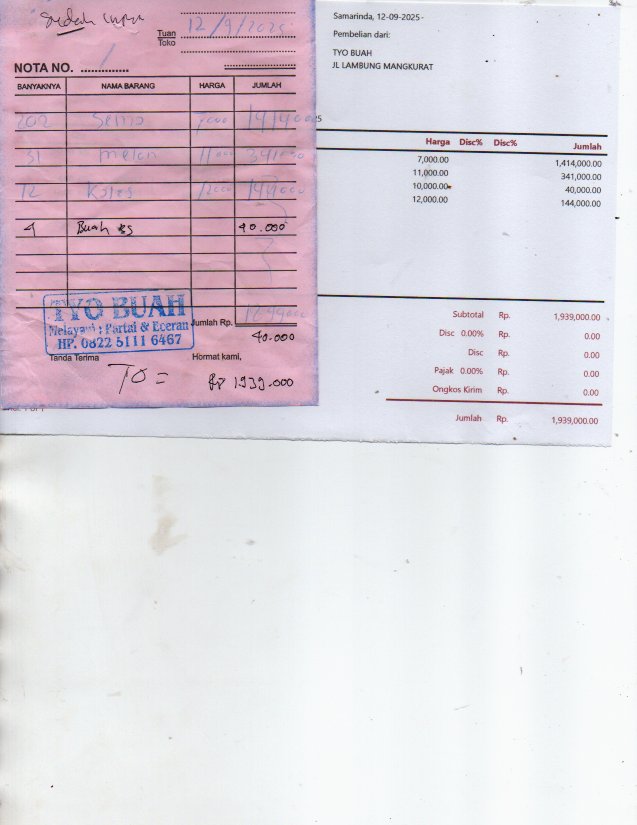 12/9/2025
Tuan
Toko
NOTA NO.
BANYAKNYA NAMA BARANG HARGA JUMLAH
202 7000 1414000
31 melon 11000 341000
12 12000 144000
4 Buah 40.000
TYO BUAH
Melayani : Partai & Eceran
HP. 0822 5111 6467
Jumlah Rp.
40.000
Tanda Terima Hormat kami,
TO = Rp 1939.000
Samarinda, 12-09-2025
Pembelian dari:
TYO BUAH
JL LAMBUNG MANGKURAT
Harga Disc% Disc% Jumlah
7,000.00 1,414,000.00
11,000.00 341,000.00
10,000.00 40,000.00
12,000.00 144,000.00
Subtotal Rp. 1,939,000.00
Disc 0.00% Rp. 0.00
Disc Rp. 0.00
Pajak 0.00% Rp. 0.00
Ongkos Kirim Rp. 0.00
Jumlah Rp. 1,939,000.00